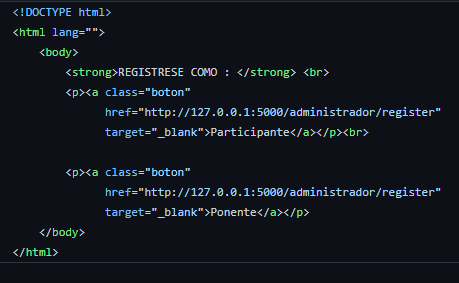 <!DOCTYPE html>
<html lang="">
    <body>
        <strong>REGISTRESE COMO : </strong> <br>
        <p><a class="boton"
              href="http://127.0.0.1:5000/administrador/register"
              target="_blank">Participante</a></p><br>

        <p><a class="boton"
              href="http://127.0.0.1:5000/administrador/register"
              target="_blank">Ponente</a></p>
    </body>
</html>